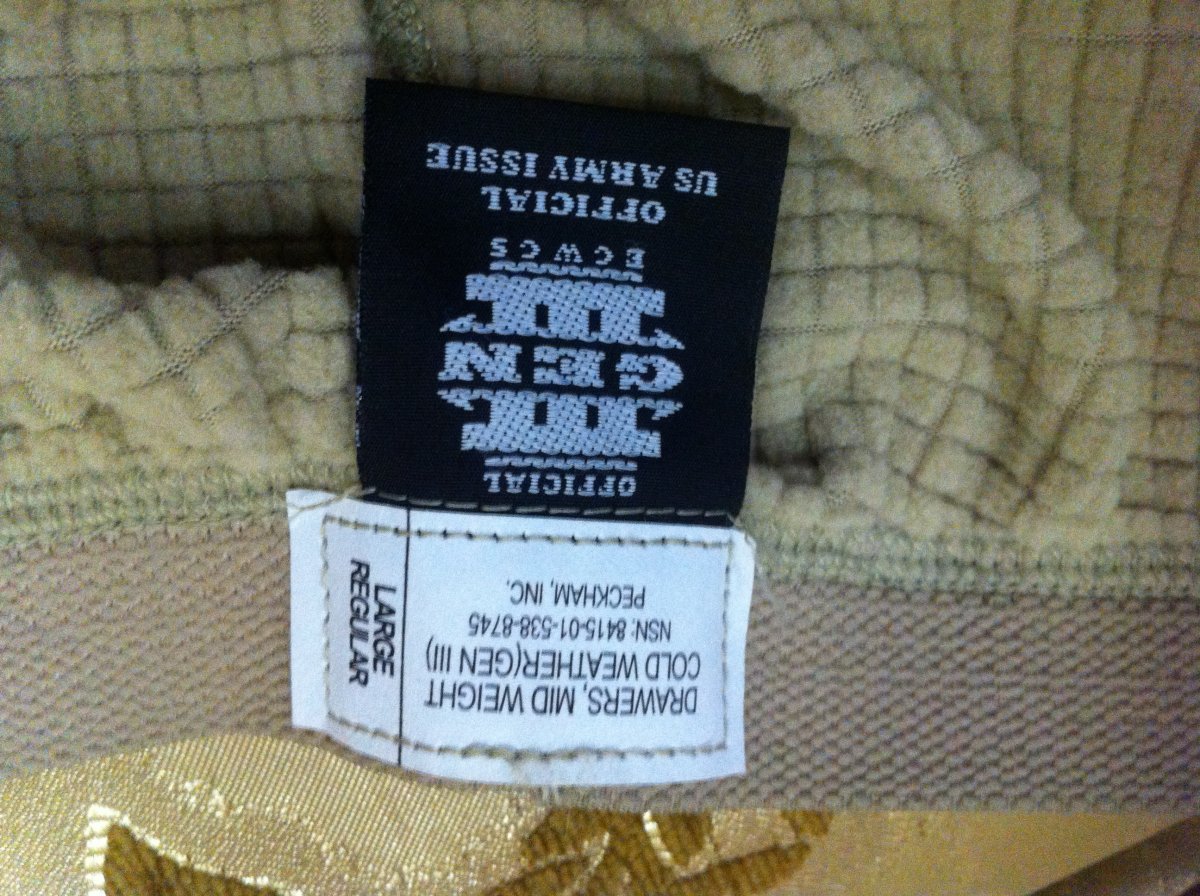 DRAWERS, MID WEIGHT
COLD WEATHER(GEN III)
NSN: 8415-01-538-8745
PECKHAM, INC.
LARGE
REGULAR
OFFICIAL
III
GEN
III
E C W C S
OFFICIAL
US ARMY ISSUE